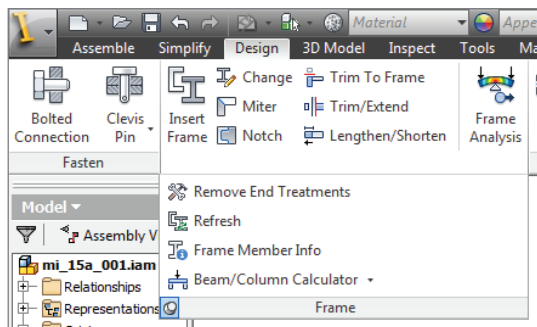 Material
Appe
Assemble Simplify Design 3D Model Inspect Tools Ma
Bolted Connection
Clevis Pin
Insert Frame
Change
Miter
Notch
Trim To Frame
Trim/Extend
Lengthen/Shorten
Frame Analysis
Fasten
Remove End Treatments
Refresh
Frame Member Info
Beam/Column Calculator
Frame
Model
Assembly V
mi_15a_001.iam
Relationships
Representations